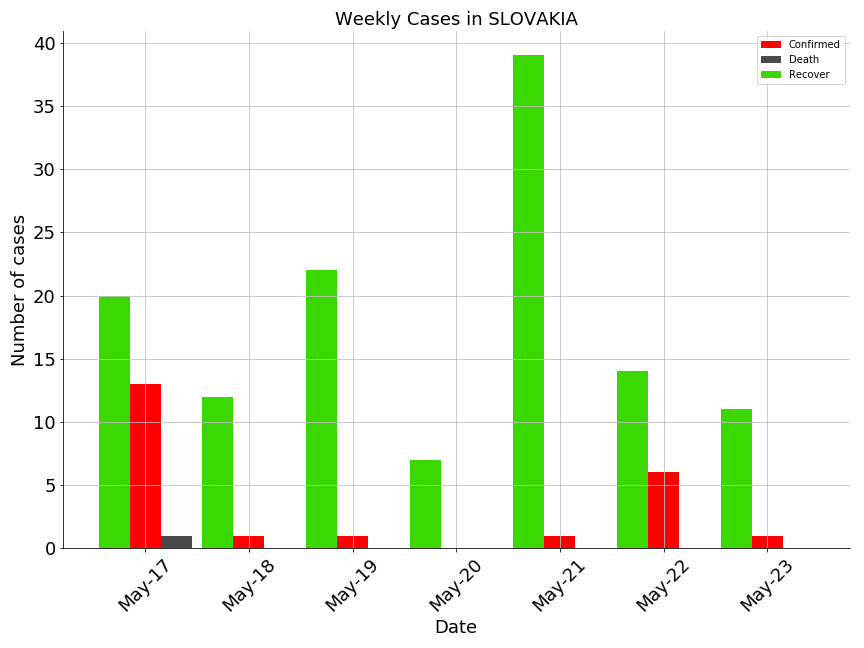 Weekly Cases in SLOVAKIA
Confirmed
Death
Recover
Number of cases
40
35
30
25
20
15
10
5
0
May-17
May-18
May-19
May-20
May-21
May-22
May-23
Date